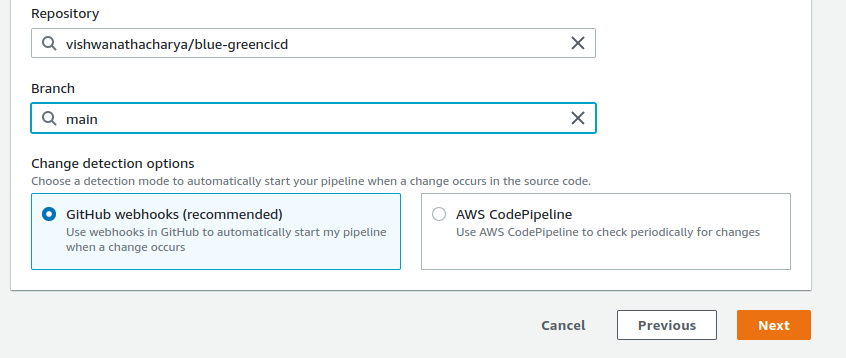 Repository
vishwanathacharya/blue-greencicd
Branch
main
Change detection options
Choose a detection mode to automatically start your pipeline when a change occurs in the source code.
GitHub webhooks (recommended)
Use webhooks in GitHub to automatically start my pipeline
when a change occurs
AWS CodePipeline
Use AWS CodePipeline to check periodically for changes
Cancel
Previous
Next